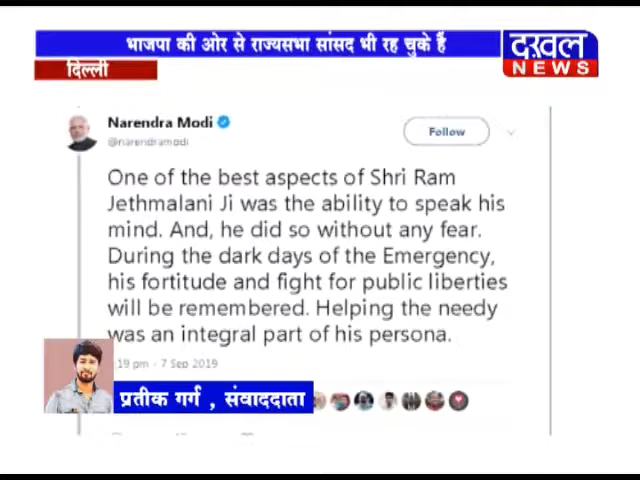 भाजपा की ओर से राज्यसभा सांसद भी रह चुके हैं
दखल
NEWS
दिल्ली
Narendra Modi
@narendramodi
Follow
One of the best aspects of Shri Ram
Jethmalani Ji was the ability to speak his
mind. And, he did so without any fear.
During the dark days of the Emergency,
his fortitude and fight for public liberties
will be remembered. Helping the needy
was an integral part of his persona.
:19 pm - 7 Sep 2019
प्रतीक गर्ग , संवाददाता